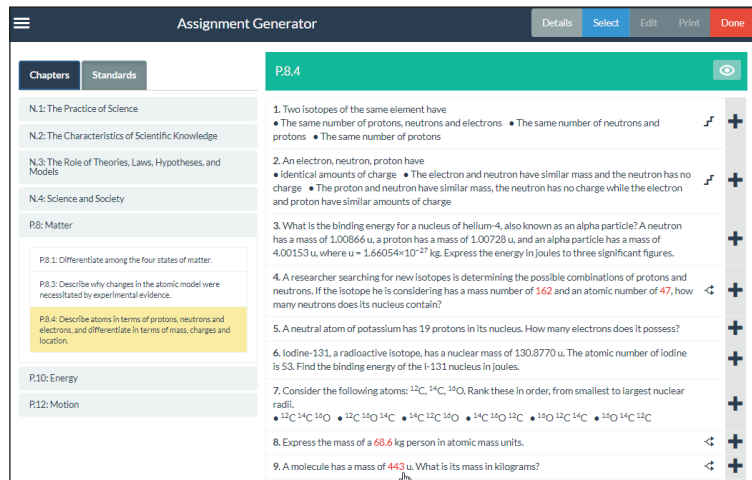 Assignment Generator
Details
Select
Edit
Print
Done
Chapters
Standards
N.1: The Practice of Science
N.2: The Characteristics of Scientific Knowledge
N.3: The Role of Theories, Laws, Hypotheses, and
Models
N.4: Science and Society
P.8: Matter
P.8.1: Differentiate among the four states of matter.
P.8.3: Describe why changes in the atomic model were
necessitated by experimental evidence.
P.8.4: Describe atoms in terms of protons, neutrons and
electrons, and differentiate in terms of mass, charges and
location.
P.10: Energy
P.12: Motion
P.8.4
1. Two isotopes of the same element have
● The same number of protons, neutrons and electrons ● The same number of neutrons and
protons ● The same number of protons
2. An electron, neutron, proton have
● identical amounts of charge ● The electron and neutron have similar mass and the neutron has no
charge ● The proton and neutron have similar mass, the neutron has no charge while the electron
and proton have similar amounts of charge
3. What is the binding energy for a nucleus of helium-4, also known as an alpha particle? A neutron
has a mass of 1.00866 u, a proton has a mass of 1.00728 u, and an alpha particle has a mass of
4.00153 u, where u = 1.66054×10⁻²⁷ kg. Express the energy in joules to three significant figures.
4. A researcher searching for new isotopes is determining the possible combinations of protons and
neutrons. If the isotope he is considering has a mass number of 162 and an atomic number of 47, how
many neutrons does its nucleus contain?
5. A neutral atom of potassium has 19 protons in its nucleus. How many electrons does it possess?
6. Iodine-131, a radioactive isotope, has a nuclear mass of 130.8770 u. The atomic number of iodine
is 53. Find the binding energy of the I-131 nucleus in joules.
7. Consider the following atoms: ¹²C, ¹⁴C, ¹⁶O. Rank these in order, from smallest to largest nuclear
radii.
● ¹²C ¹⁴C ¹⁶O ● ¹²C ¹⁶O ¹⁴C ● ¹⁴C ¹²C ¹⁶O ● ¹⁴C ¹⁶O ¹²C ● ¹⁶O ¹²C ¹⁴C ● ¹⁶O ¹⁴C ¹²C
8. Express the mass of a 68.6 kg person in atomic mass units.
9. A molecule has a mass of 443 u. What is its mass in kilograms?